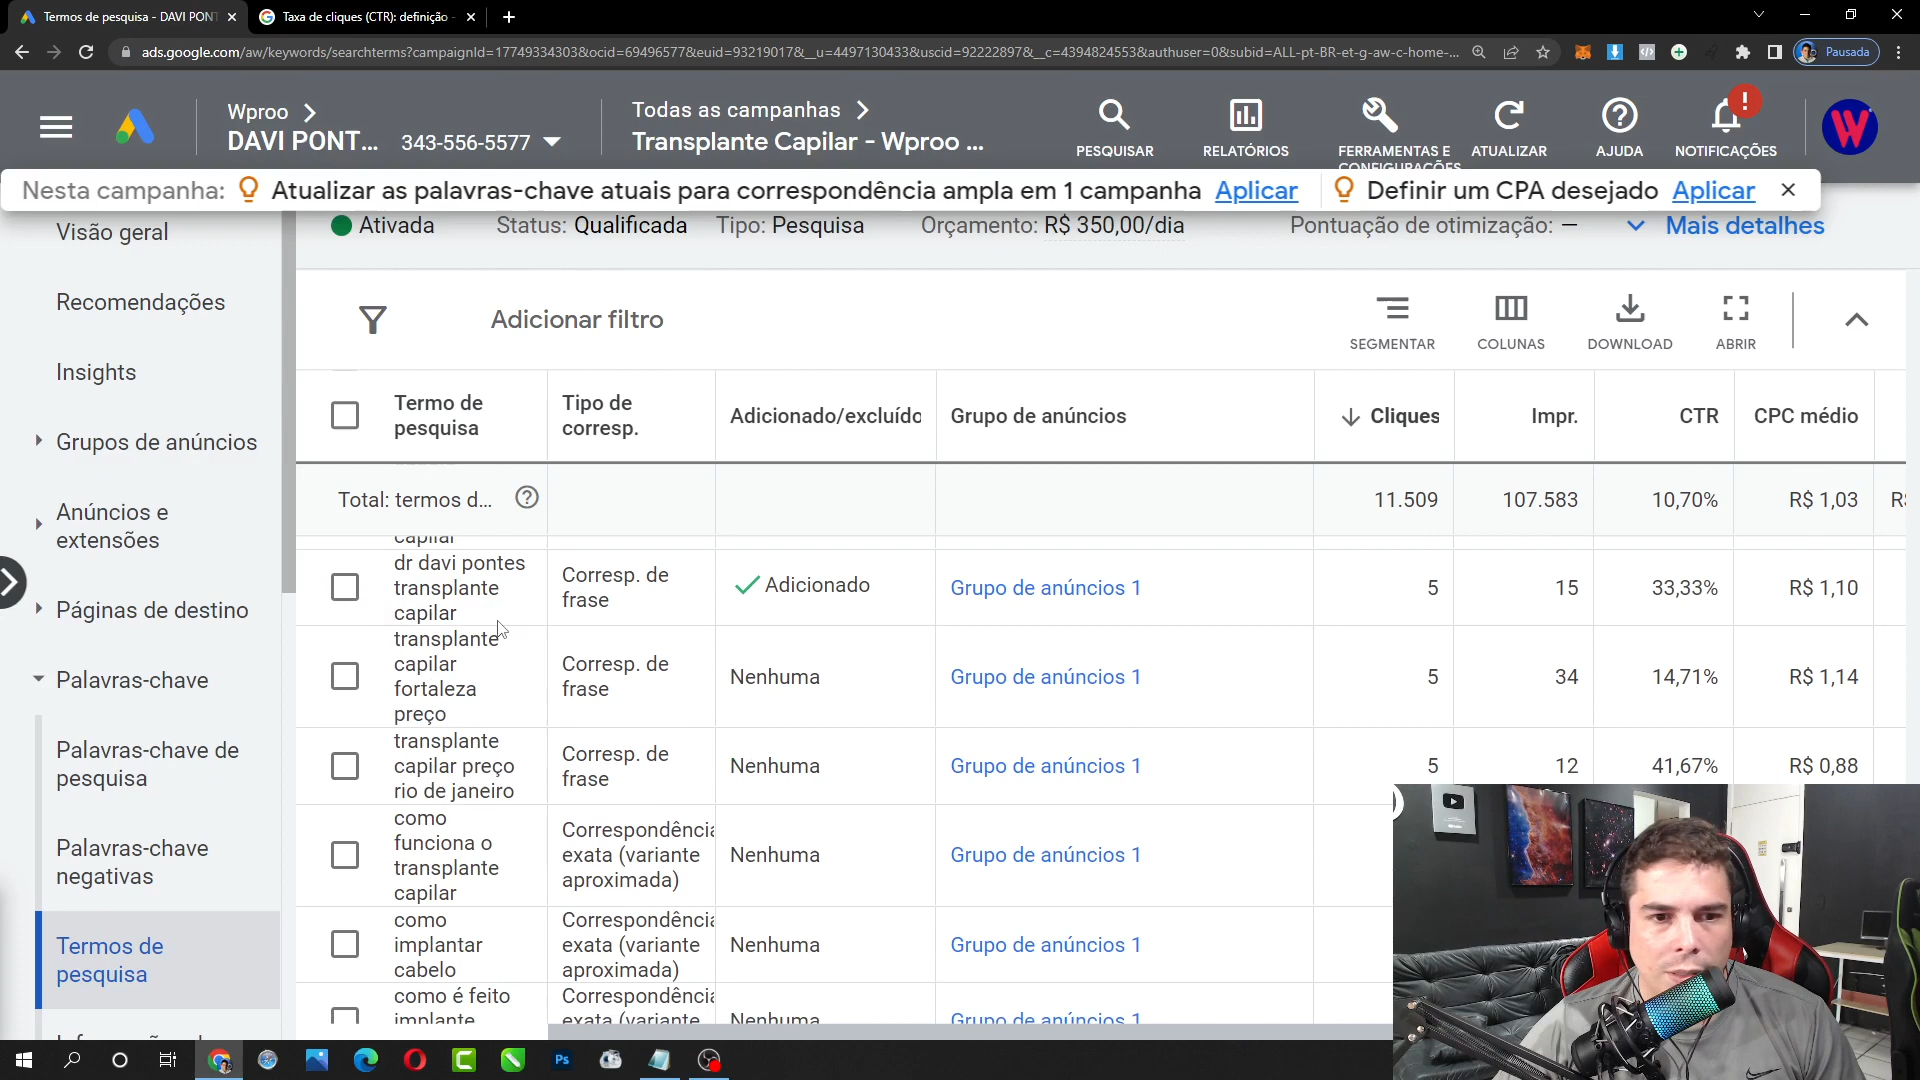 Termos de pesquisa - DAVI PONT
Taxa de cliques (CTR): definição -
ads.google.com/aw/keywords/searchterms?campaignId=17749334303&ocid=69496577&euid=93219017&__u=4497130433&uscid=92222897&__c=4394824553&authuser=0&subid=ALL-pt-BR-et-g-aw-c-home-...
Pausada
Wproo
DAVI PONT...
343-556-5577
Todas as campanhas
Transplante Capilar - Wproo ...
PESQUISAR
RELATÓRIOS
FERRAMENTAS E
CONFIGURAÇÕES
ATUALIZAR
AJUDA
NOTIFICAÇÕES
W
Nesta campanha:
Atualizar as palavras-chave atuais para correspondência ampla em 1 campanha
Aplicar
Definir um CPA desejado
Aplicar
Ativada
Status: Qualificada
Tipo: Pesquisa
Orçamento: R$ 350,00/dia
Pontuação de otimização: —
Mais detalhes
Visão geral
Recomendações
Insights
Grupos de anúncios
Anúncios e
extensões
Páginas de destino
Palavras-chave
Palavras-chave de
pesquisa
Palavras-chave
negativas
Termos de
pesquisa
Adicionar filtro
SEGMENTAR
COLUNAS
DOWNLOAD
ABRIR
Termo de
pesquisa
Tipo de
corresp.
Adicionado/excluído
Grupo de anúncios
Cliques
Impr.
CTR
CPC médio
Total: termos d...
11.509
107.583
10,70%
R$ 1,03
R$
capilar
dr davi pontes
transplante
capilar
Corresp. de
frase
Adicionado
Grupo de anúncios 1
5
15
33,33%
R$ 1,10
transplante
capilar
fortaleza
preço
Corresp. de
frase
Nenhuma
Grupo de anúncios 1
5
34
14,71%
R$ 1,14
transplante
capilar preço
rio de janeiro
Corresp. de
frase
Nenhuma
Grupo de anúncios 1
5
12
41,67%
R$ 0,88
como
funciona o
transplante
capilar
Correspondência
exata (variante
aproximada)
Nenhuma
Grupo de anúncios 1
como
implantar
cabelo
Correspondência
exata (variante
aproximada)
Nenhuma
Grupo de anúncios 1
como é feito
implante
Correspondência
exata (variante
Nenhuma
Grupo de anúncios 1
Ps